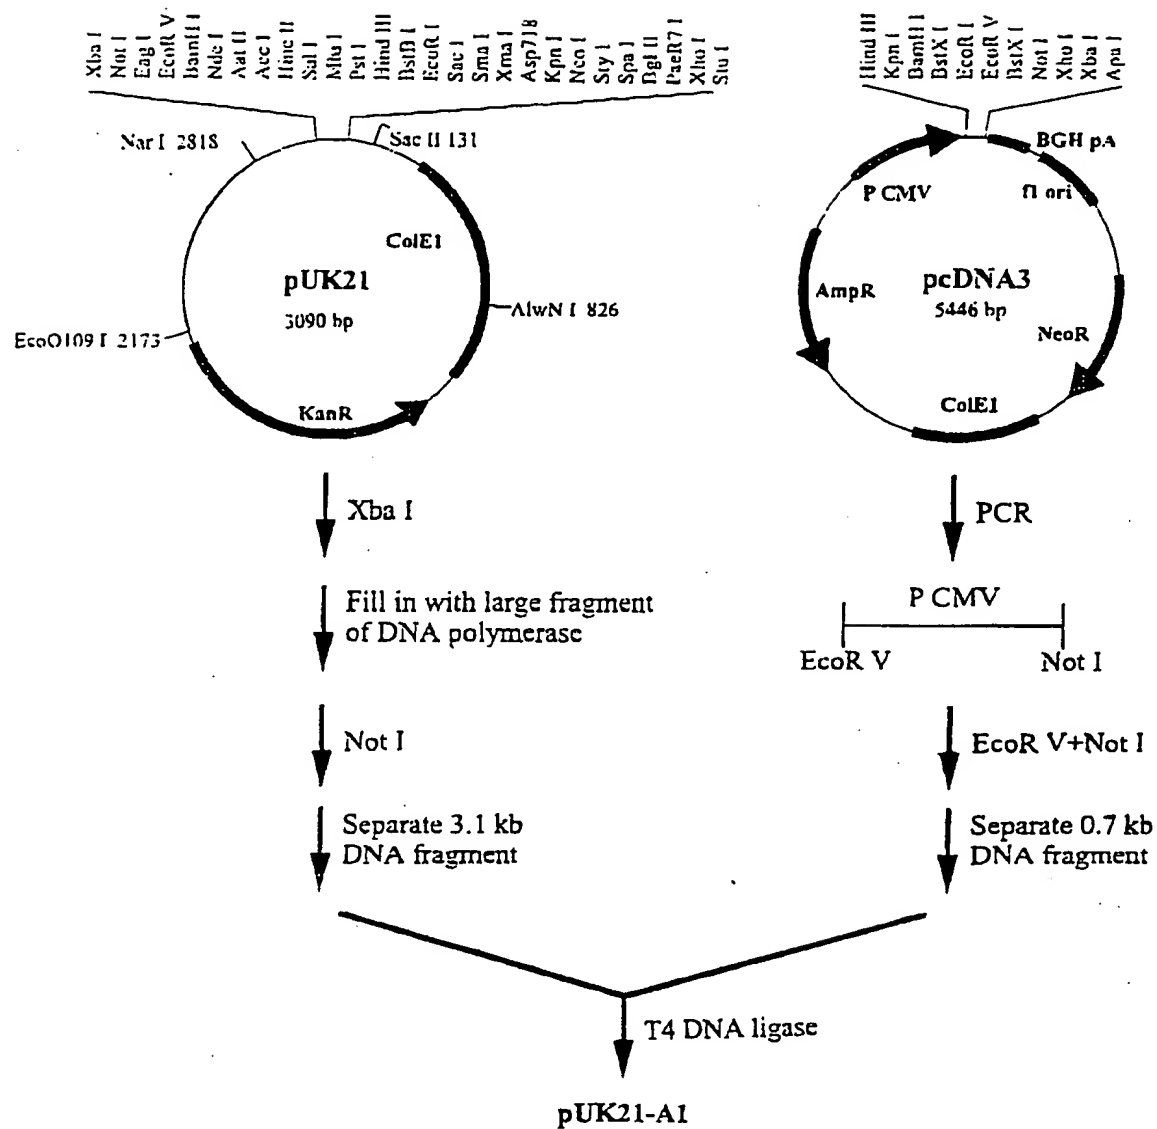 Xba I
Not I
Eag I
EcoR V
BamH I
Nde I
Aat II
Acc I
Hinc II
Sal I
Mlu I
Pst I
Hind III
BstB I
EcoR I
Sac I
Sma I
Xma I
Asp718
Kpn I
Nco I
Sty I
Spa I
Bgl II
PaeR7 I
Xho I
Stu I
Hind III
Kpn I
BamH I
BstX I
EcoR I
EcoR V
BstX I
Not I
Xho I
Xba I
Apa I
Nar I 2818
Sac II 131
ColE1
pUK21
3090 bp
AlwN I 826
EcoO109 I 2173
KanR
BGH pA
P CMV
f1 ori
AmpR
pcDNA3
5446 bp
NeoR
ColE1
Xba I
PCR
Fill in with large fragment
of DNA polymerase
P CMV
EcoR V
Not I
Not I
EcoR V+Not I
Separate 3.1 kb
DNA fragment
Separate 0.7 kb
DNA fragment
T4 DNA ligase
pUK21-A1